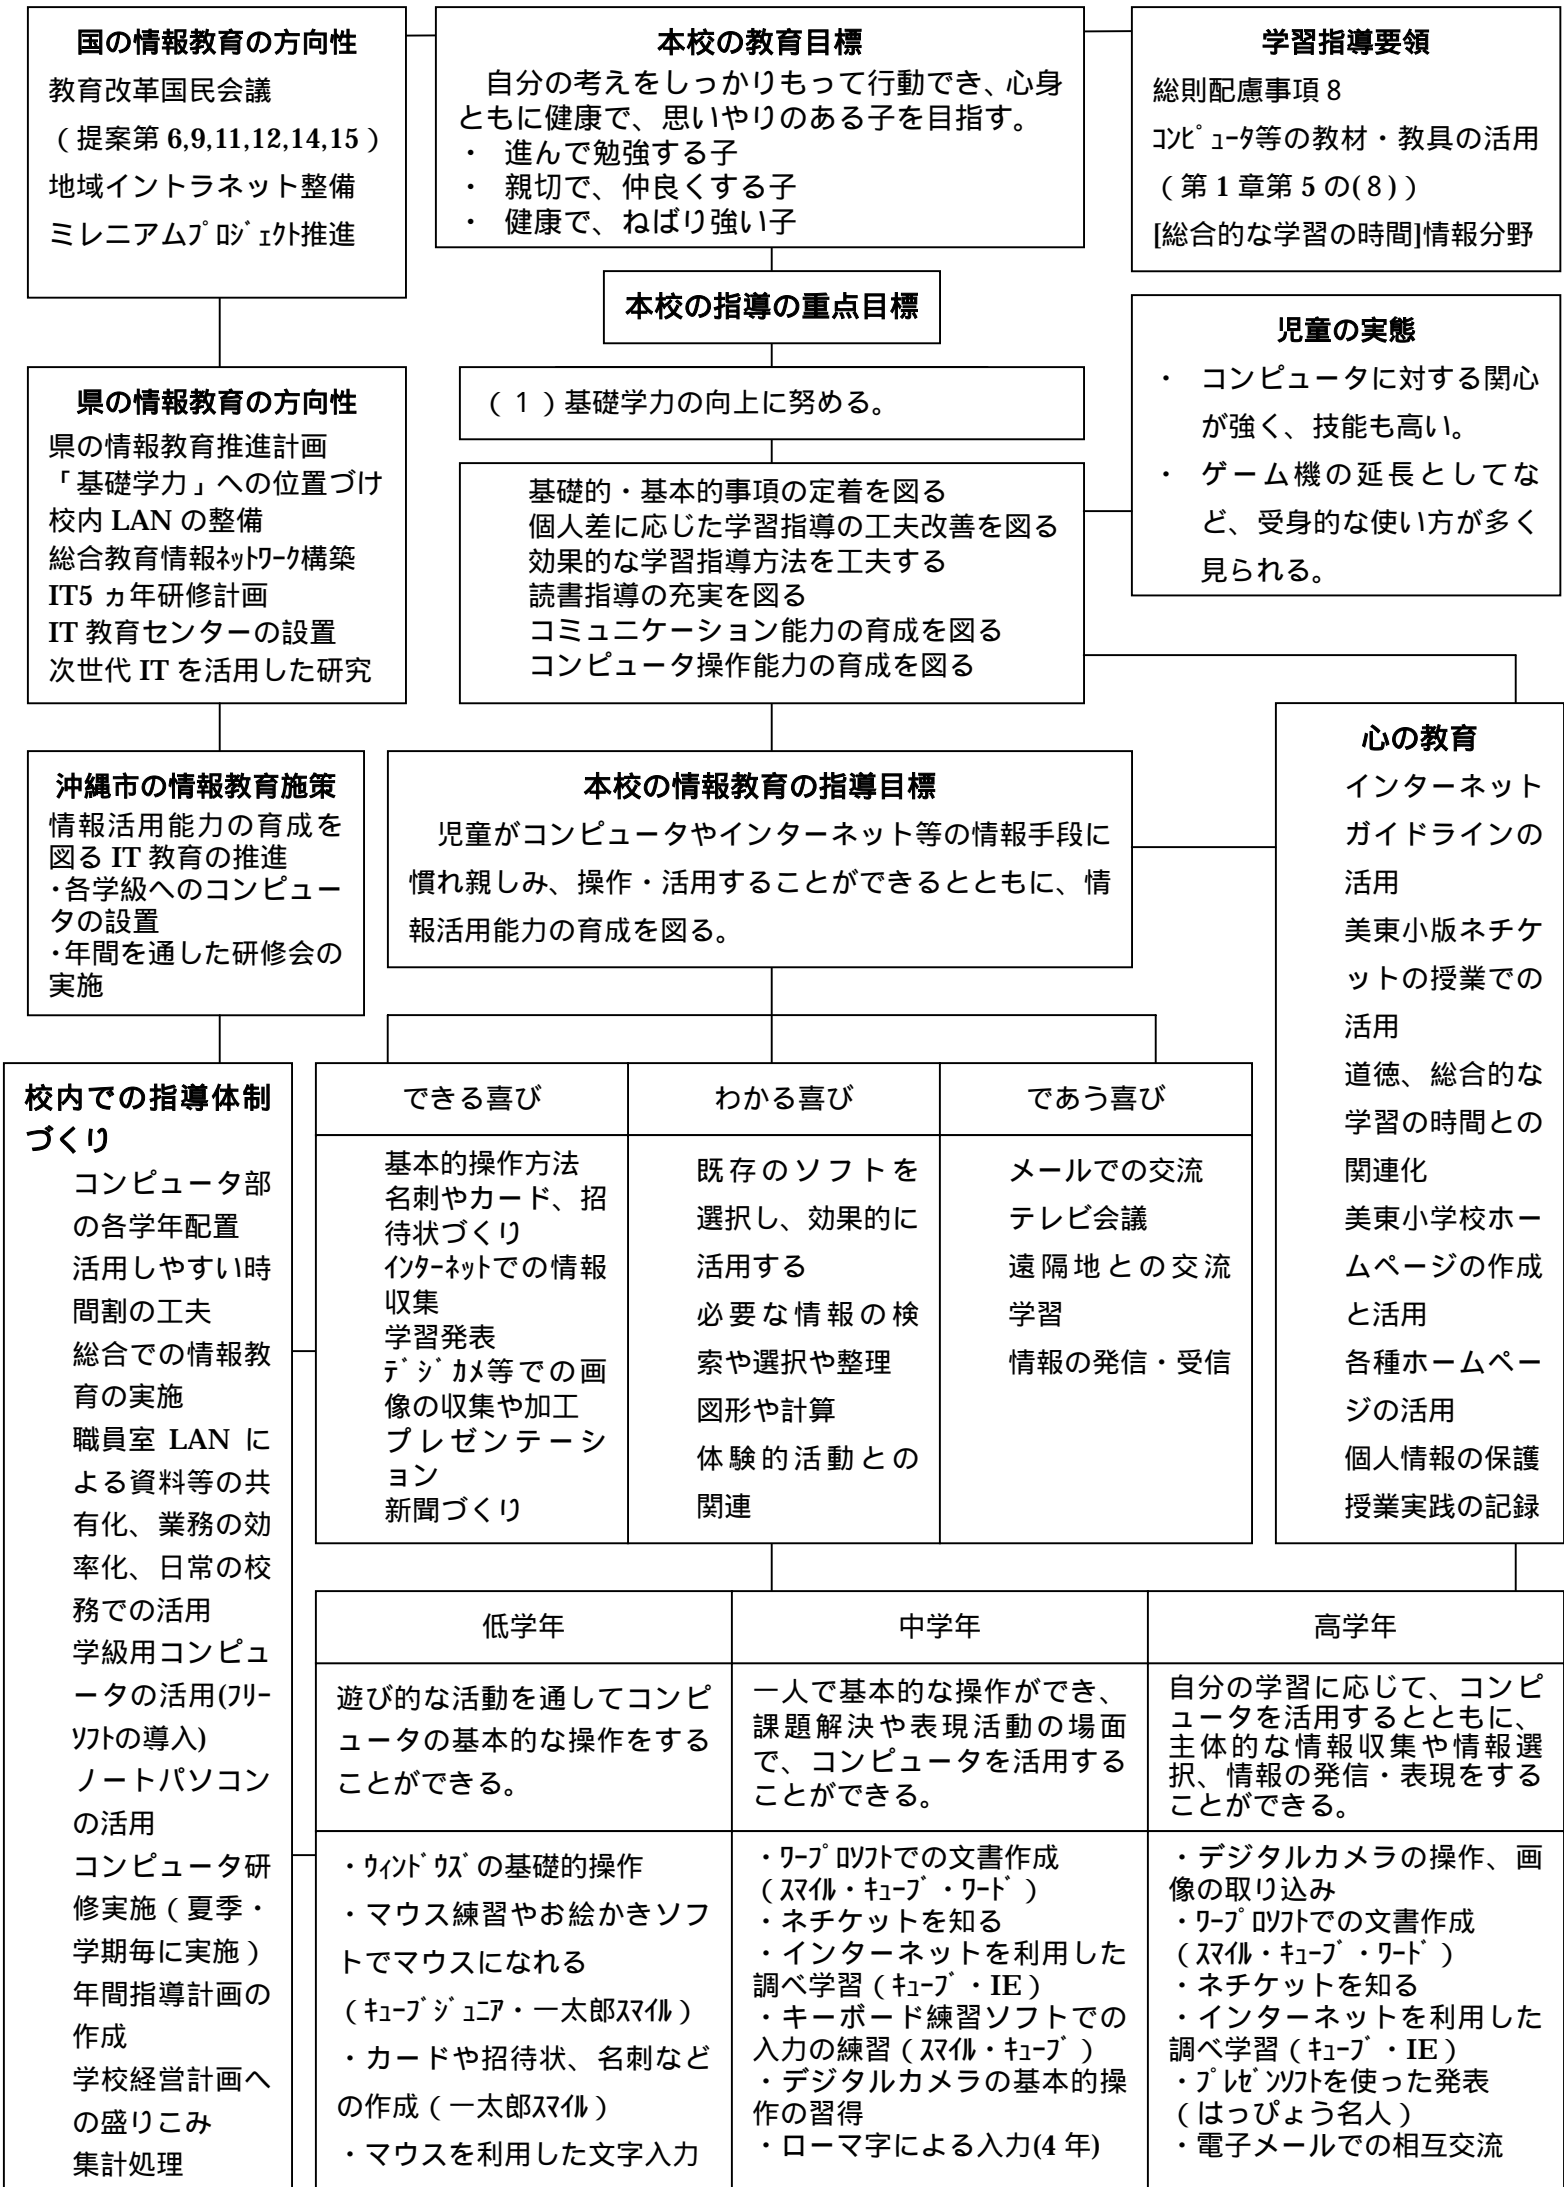 国の情報教育の方向性
教育改革国民会議
（提案第 6,9,11,12,14,15）
地域イントラネット整備
ミレニアムﾌﾟﾛｼﾞｪｸﾄ推進
本校の教育目標
自分の考えをしっかりもって行動でき、心身
ともに健康で、思いやりのある子を目指す。
・ 進んで勉強する子
・ 親切で、仲良くする子
・ 健康で、ねばり強い子
学習指導要領
総則配慮事項８
ｺﾝﾋﾟｭｰﾀ等の教材・教具の活用
（第 1 章第 5 の(８)）
[総合的な学習の時間]情報分野
本校の指導の重点目標
児童の実態
・ コンピュータに対する関心
が強く、技能も高い。
・ ゲーム機の延長としてな
ど、受身的な使い方が多く
見られる。
県の情報教育の方向性
県の情報教育推進計画
「基礎学力」への位置づけ
校内 LAN の整備
総合教育情報ﾈｯﾄﾜｰｸ構築
IT5 ヵ年研修計画
IT 教育センターの設置
次世代 IT を活用した研究
（１）基礎学力の向上に努める。
基礎的・基本的事項の定着を図る
個人差に応じた学習指導の工夫改善を図る
効果的な学習指導方法を工夫する
読書指導の充実を図る
コミュニケーション能力の育成を図る
コンピュータ操作能力の育成を図る
沖縄市の情報教育施策
情報活用能力の育成を
図る IT 教育の推進
・各学級へのコンピュー
タの設置
・年間を通した研修会の
実施
本校の情報教育の指導目標
児童がコンピュータやインターネット等の情報手段に
慣れ親しみ、操作・活用することができるとともに、情
報活用能力の育成を図る。
心の教育
インターネット
ガイドラインの
活用
美東小版ネチケ
ットの授業での
活用
道徳、総合的な
学習の時間との
関連化
美東小学校ホー
ムページの作成
と活用
各種ホームペー
ジの活用
個人情報の保護
授業実践の記録
校内での指導体制
づくり
コンピュータ部
の各学年配置
活用しやすい時
間割の工夫
総合での情報教
育の実施
職員室 LAN に
よる資料等の共
有化、業務の効
率化、日常の校
務での活用
学級用コンピュ
ータの活用(ﾌﾘｰ
ｿﾌﾄの導入)
ノートパソコン
の活用
コンピュータ研
修実施（夏季・
学期毎に実施）
年間指導計画の
作成
学校経営計画へ
の盛りこみ
集計処理
できる喜び
基本的操作方法
名刺やカード、招
待状づくり
ｲﾝﾀｰﾈｯﾄでの情報
収集
学習発表
ﾃﾞｼﾞｶﾒ等での画
像の収集や加工
プレゼンテーシ
ョン
新聞づくり
わかる喜び
既存のソフトを
選択し、効果的に
活用する
必要な情報の検
索や選択や整理
図形や計算
体験的活動との
関連
であう喜び
メールでの交流
テレビ会議
遠隔地との交流
学習
情報の発信・受信
低学年
遊び的な活動を通してコンピ
ュータの基本的な操作をする
ことができる。
・ｳｨﾝﾄﾞｳｽﾞの基礎的操作
・マウス練習やお絵かきソフ
トでマウスになれる
（ｷｭｰﾌﾞｼﾞｭﾆｱ・一太郎ｽﾏｲﾙ）
・カードや招待状、名刺など
の作成（一太郎ｽﾏｲﾙ）
・マウスを利用した文字入力
中学年
一人で基本的な操作ができ、
課題解決や表現活動の場面
で、コンピュータを活用する
ことができる。
・ﾜｰﾌﾟﾛｿﾌﾄでの文書作成
（ｽﾏｲﾙ・ｷｭｰﾌﾞ・ﾜｰﾄﾞ）
・ネチケットを知る
・インターネットを利用した
調べ学習（ｷｭｰﾌﾞ・IE）
・キーボード練習ソフトでの
入力の練習（ｽﾏｲﾙ・ｷｭｰﾌﾞ）
・デジタルカメラの基本的操
作の習得
・ローマ字による入力(4 年)
高学年
自分の学習に応じて、コンピ
ュータを活用するとともに、
主体的な情報収集や情報選
択、情報の発信・表現をする
ことができる。
・デジタルカメラの操作、画
像の取り込み
・ﾜｰﾌﾟﾛｿﾌﾄでの文書作成
（ｽﾏｲﾙ・ｷｭｰﾌﾞ・ﾜｰﾄﾞ）
・ネチケットを知る
・インターネットを利用した
調べ学習（ｷｭｰﾌﾞ・IE）
・ﾌﾟﾚｾﾞﾝｿﾌﾄを使った発表
（はっぴょう名人）
・電子メールでの相互交流